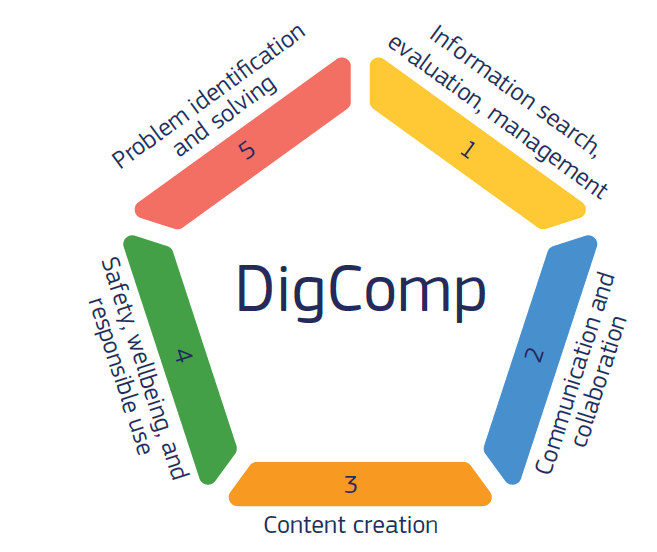 Problem identification
and solving
5
Information search,
evaluation, management
1
DigComp
Safety, wellbeing, and
responsible use
4
Communication and
collaboration
2
3
Content creation